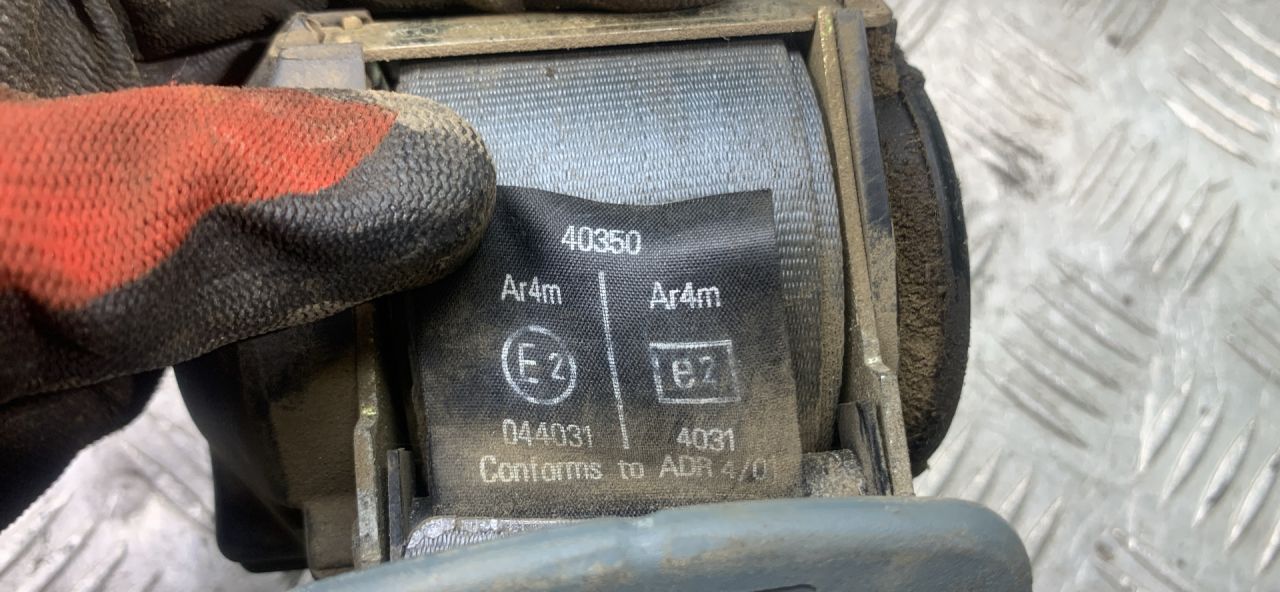 40350
Ar4m Ar4m
E2 e2
044031 4031
Conforms to ADR 4/01